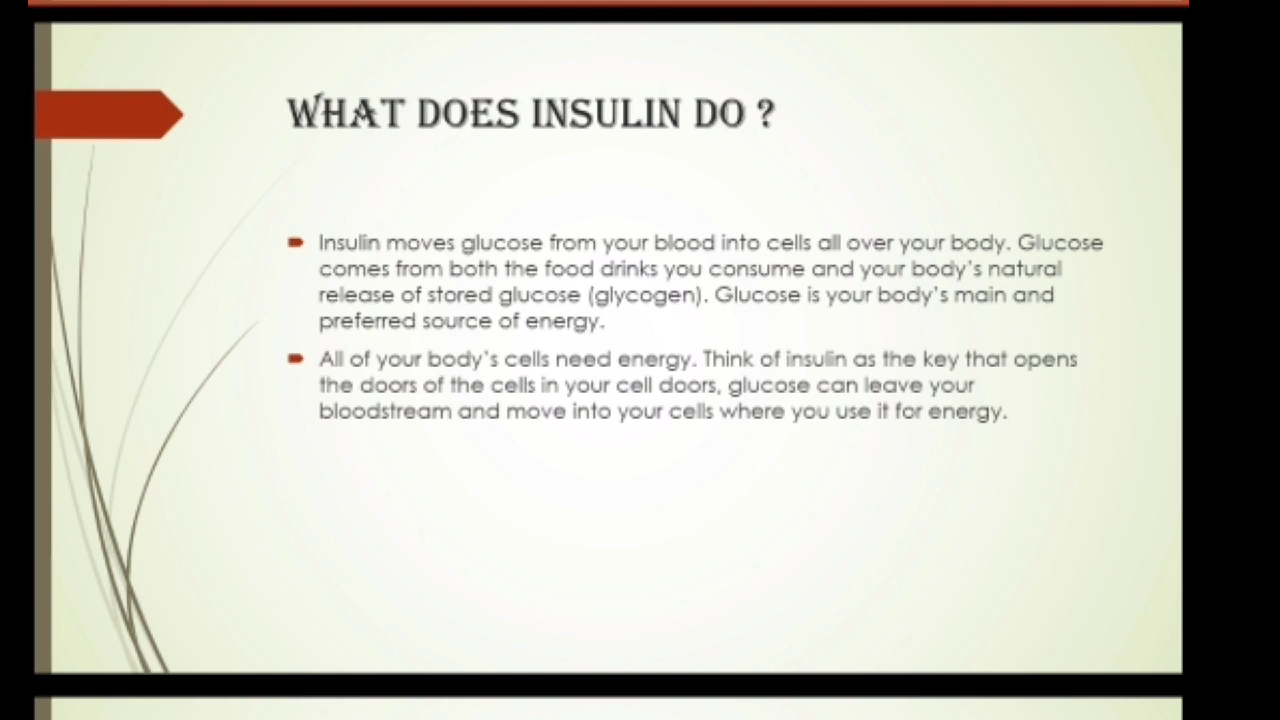 WHAT DOES INSULIN DO ?
Insulin moves glucose from your blood into cells all over your body. Glucose
comes from both the food drinks you consume and your body’s natural
release of stored glucose (glycogen). Glucose is your body’s main and
preferred source of energy.
All of your body’s cells need energy. Think of insulin as the key that opens
the doors of the cells in your cell doors, glucose can leave your
bloodstream and move into your cells where you use it for energy.